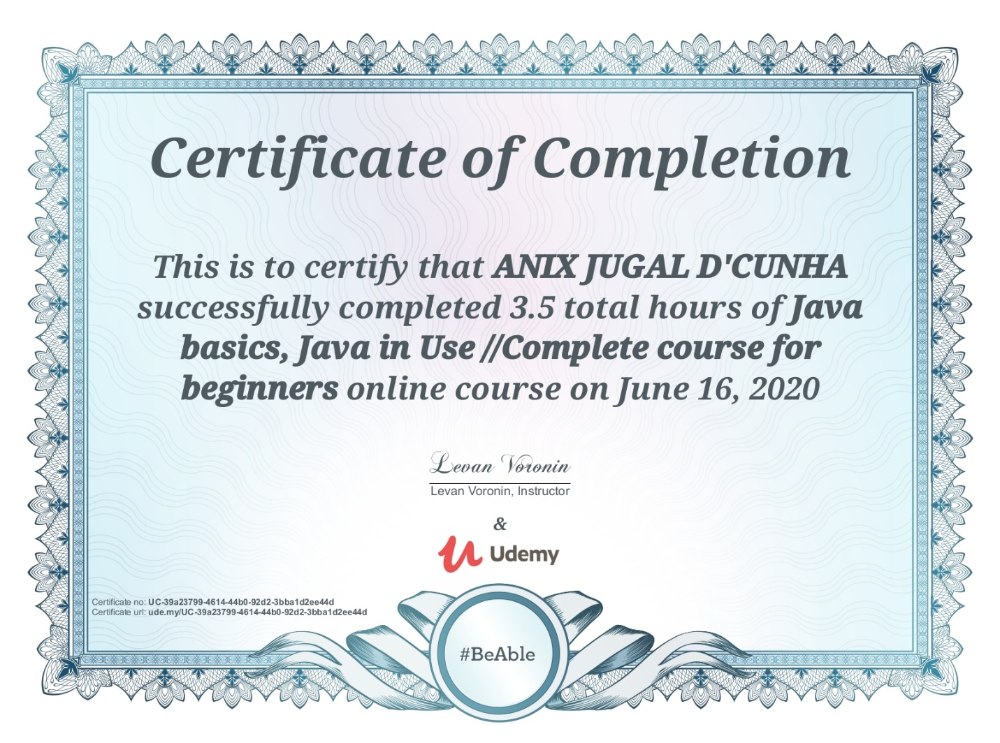 Certificate of Completion
This is to certify that ANIX JUGAL D'CUNHA
successfully completed 3.5 total hours of Java
basics, Java in Use //Complete course for
beginners online course on June 16, 2020
Levan Voronin
Levan Voronin, Instructor
&
Udemy
Certificate no: UC-39a23799-4614-44b0-92d2-3bba1d2ee44d
Certificate url: ude.my/UC-39a23799-4614-44b0-92d2-3bba1d2ee44d
#BeAble